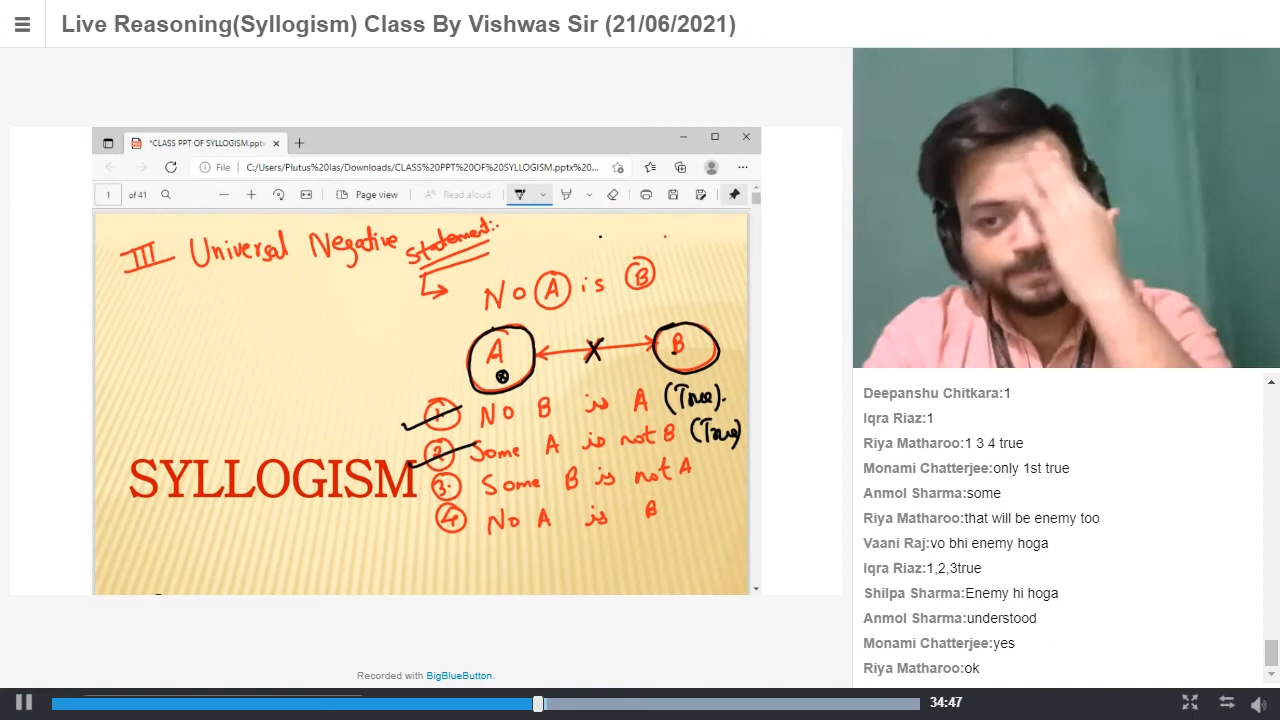 Live Reasoning(Syllogism) Class By Vishwas Sir (21/06/2021)
*CLASS PPT OF SYLLOGISM.pptx
File
C:/Users/Plutus%20Ias/Downloads/CLASS%20PPT%20OF%20SYLLOGISM.pptx%20...
1 of 41
Page view
Read aloud
III Universal Negative Statement:-
No A is B
A B
1. No B is A (True).
2. Some A is not B (True)
3. Some B is not A
4. No A is B
SYLLOGISM
Recorded with BigBlueButton.
Deepanshu Chitkara:1
Iqra Riaz:1
Riya Matharoo:1 3 4 true
Monami Chatterjee:only 1st true
Anmol Sharma:some
Riya Matharoo:that will be enemy too
Vaani Raj:vo bhi enemy hoga
Iqra Riaz:1,2,3true
Shilpa Sharma:Enemy hi hoga
Anmol Sharma:understood
Monami Chatterjee:yes
Riya Matharoo:ok
34:47